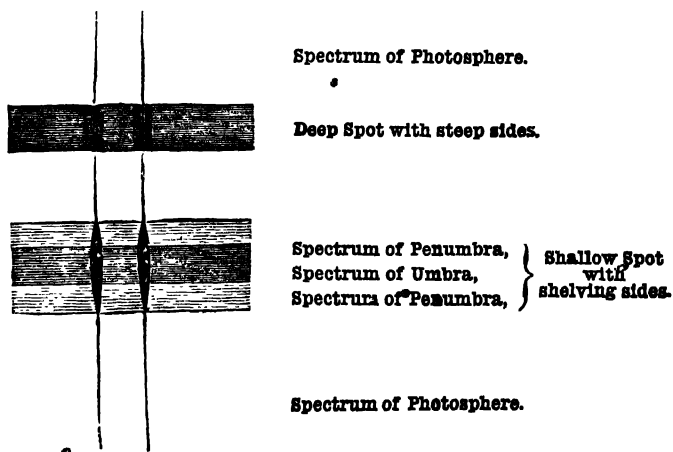 Spectrum of Photosphere.
Deep Spot with steep sides.
Spectrum of Penumbra,
Spectrum of Umbra,
Spectrum of Penumbra,
Shallow Spot
with
shelving sides.
Spectrum of Photosphere.